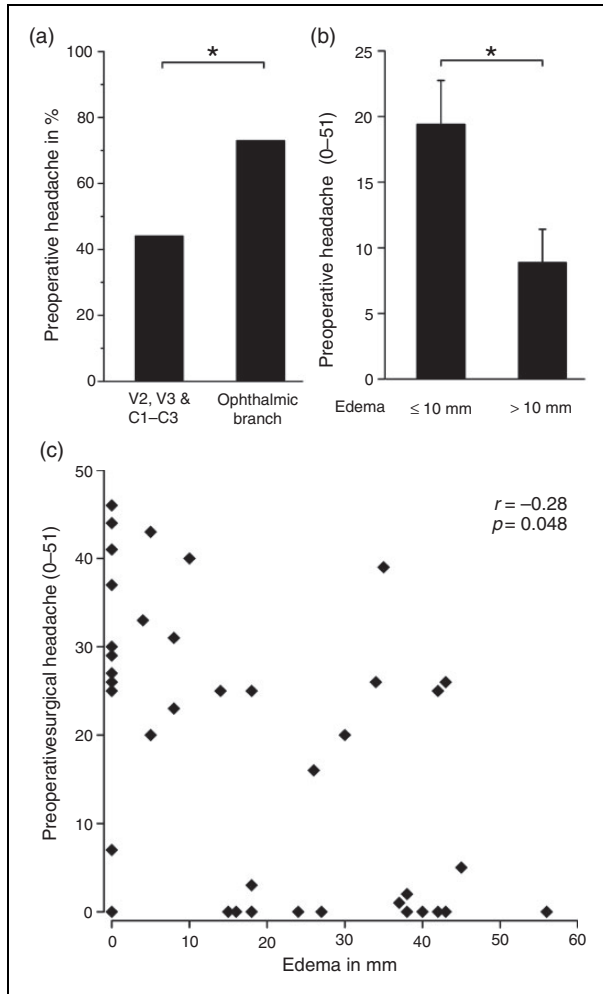 (a)
100
80
60
40
20
0
Preoperative headache in %
*
V2, V3 &
C1–C3
Ophthalmic
branch
(b)
25
20
15
10
5
0
Preoperative headache (0–51)
*
Edema
≤ 10 mm
> 10 mm
(c)
50
40
30
20
10
0
Preoperativesurgical headache (0–51)
r = –0.28
p = 0.048
0
10
20
30
40
50
60
Edema in mm